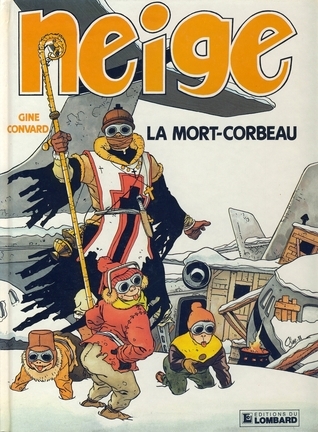 neige
GINE
CONVARD
LA MORT-CORBEAU
EDITIONS DU
LOMBARD